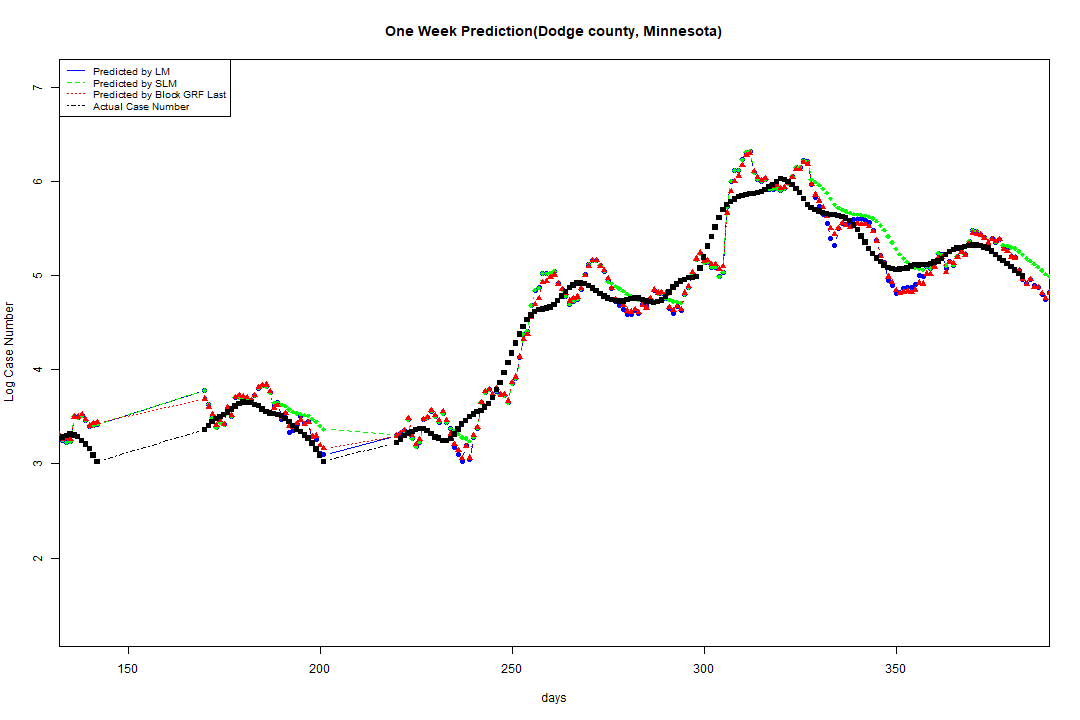 One Week Prediction(Dodge county, Minnesota)
Predicted by LM
Predicted by SLM
Predicted by Block GRF Last
Actual Case Number
7
6
5
4
3
2
Log Case Number
150 200 250 300 350
days